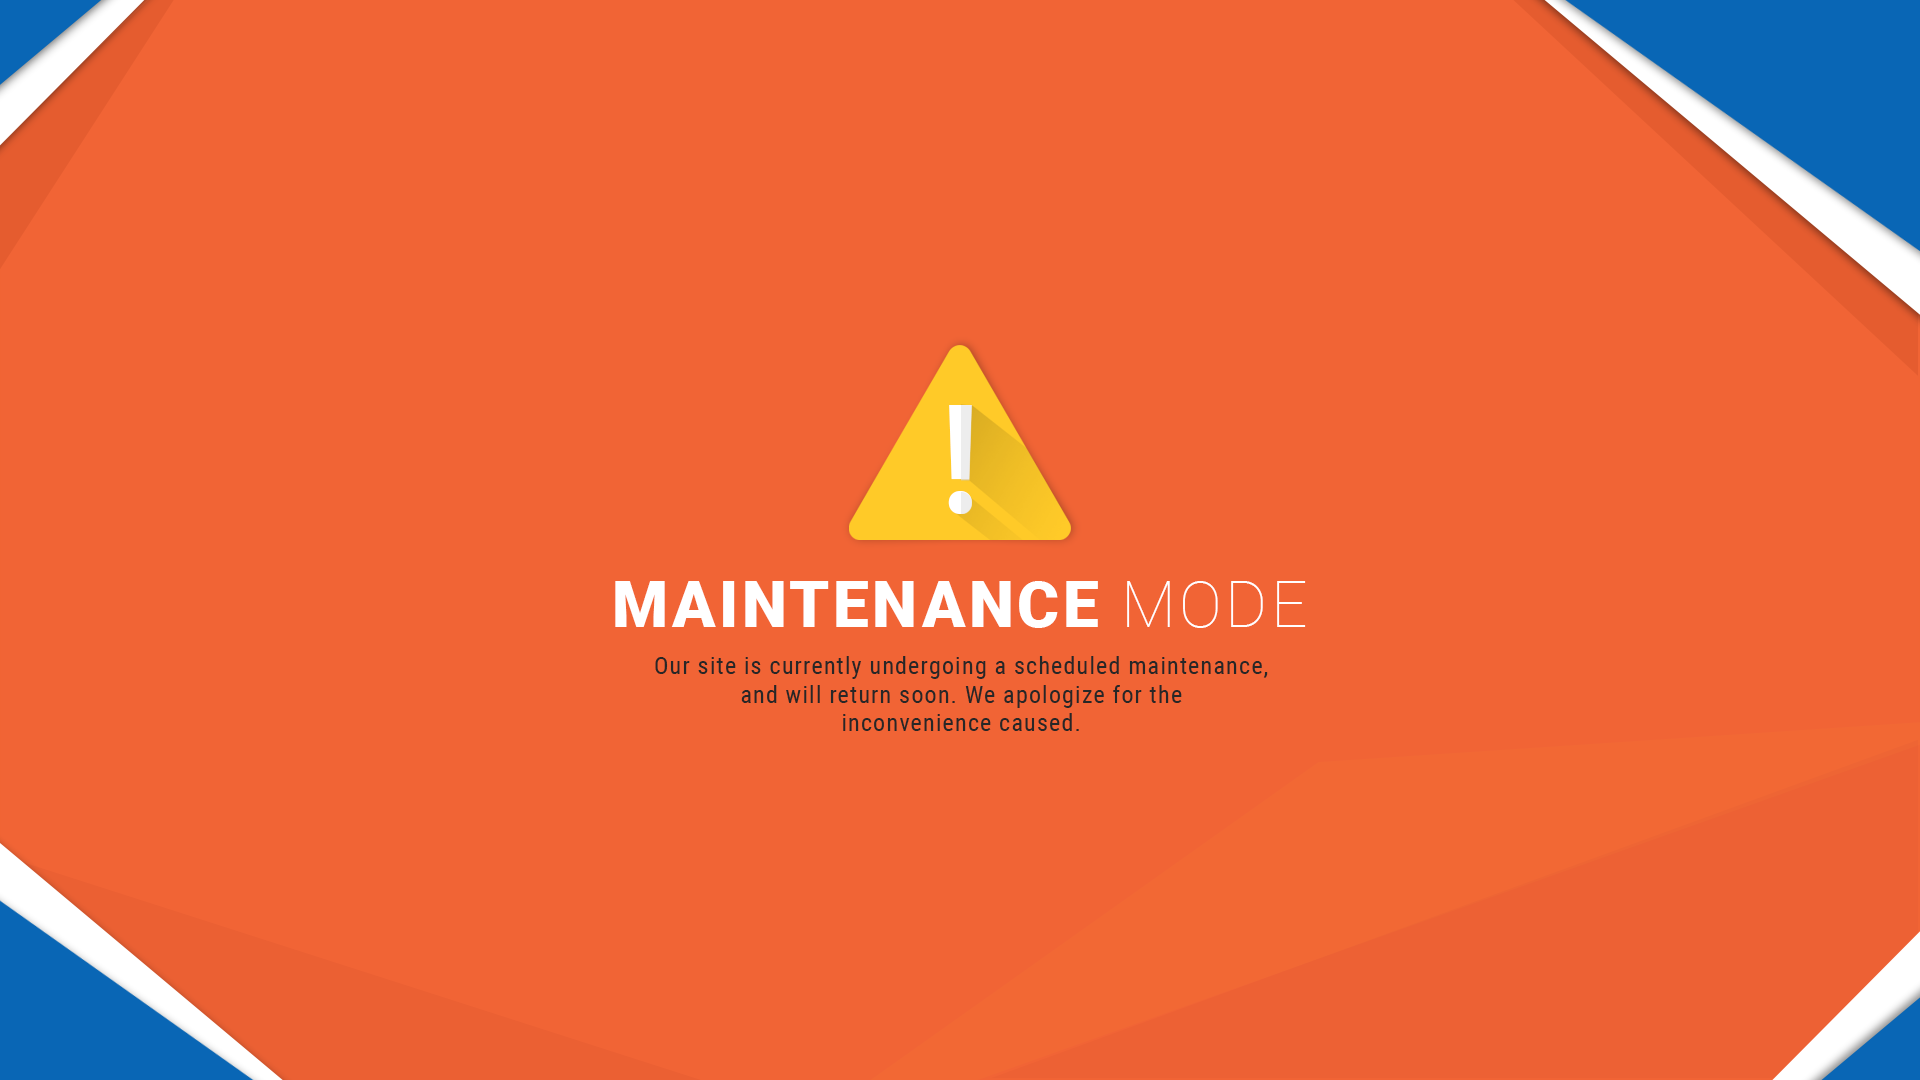 MAINTENANCE MODE
Our site is currently undergoing a scheduled maintenance,
and will return soon. We apologize for the
inconvenience caused.